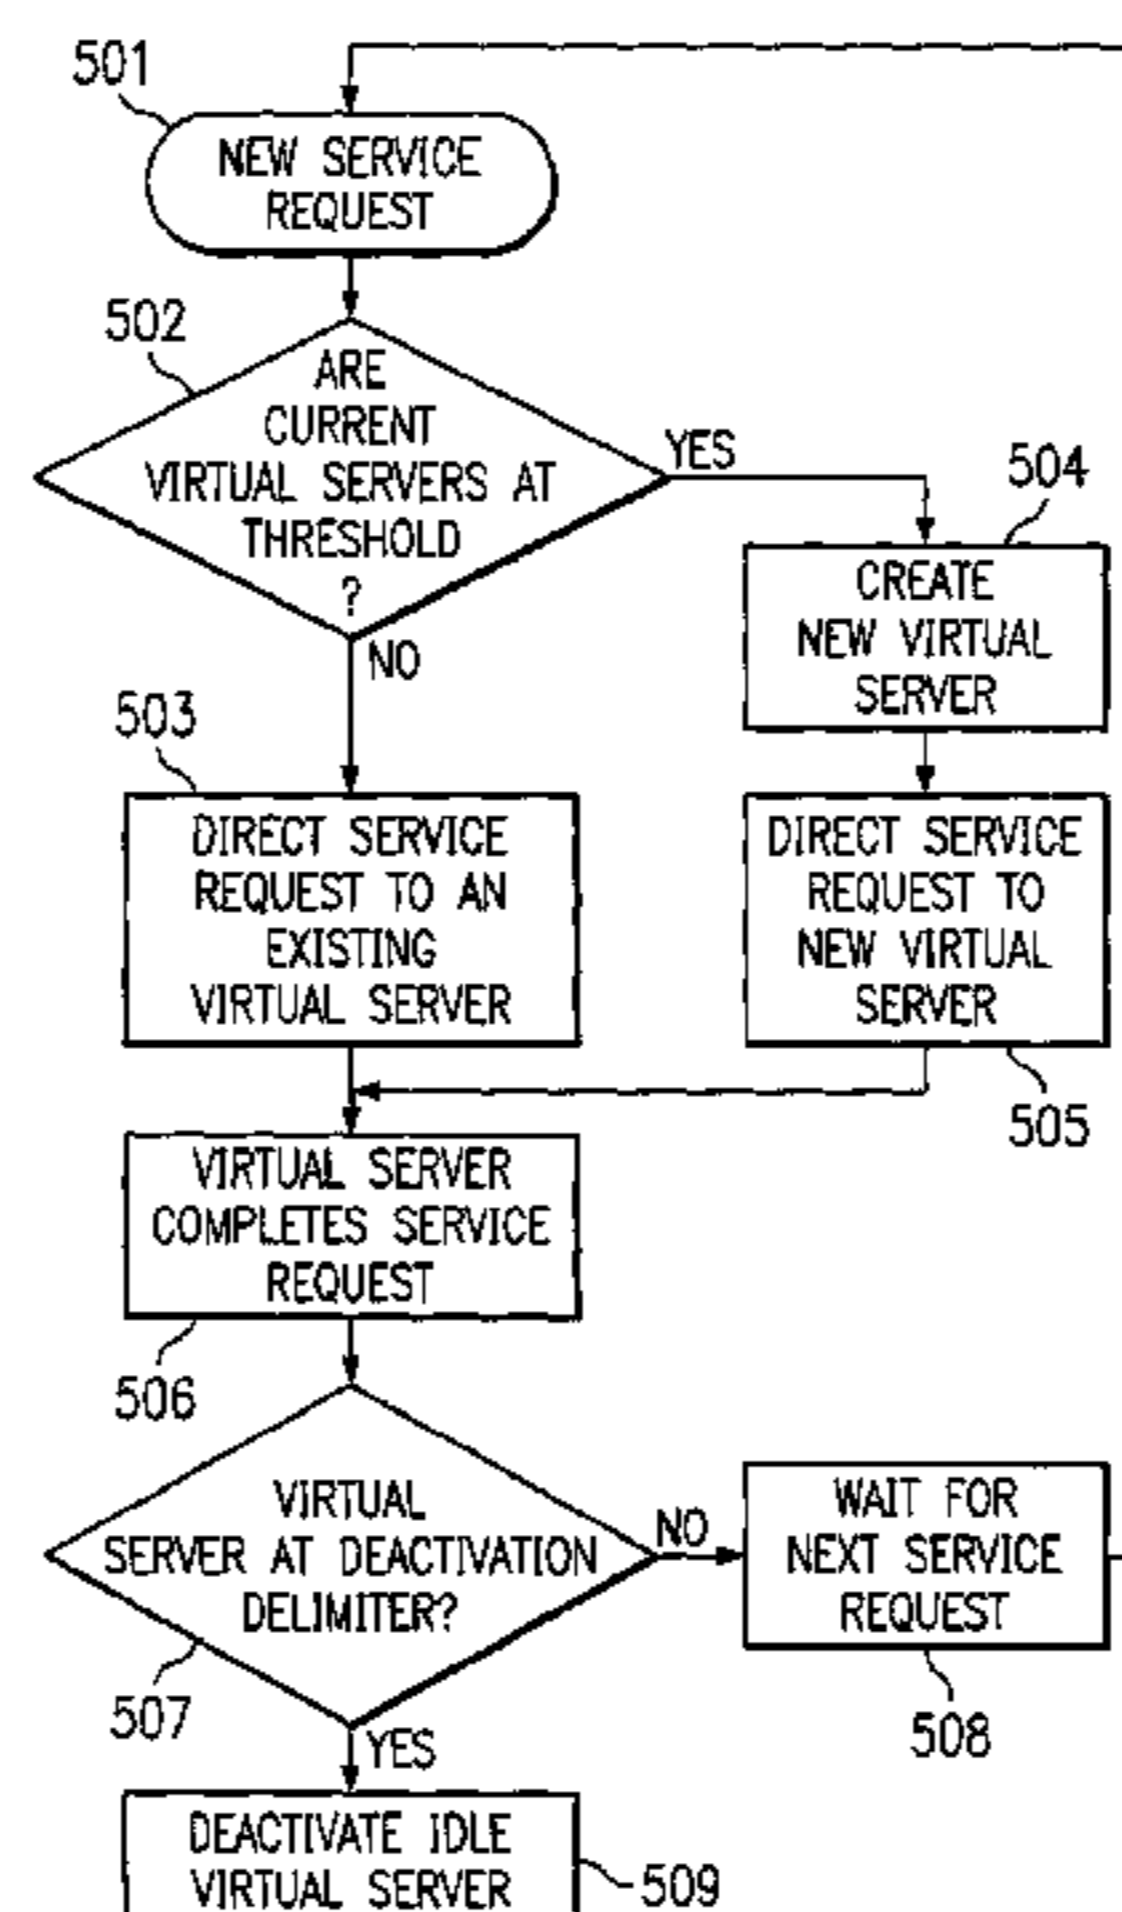 501
NEW SERVICE
REQUEST
502
ARE
CURRENT
VIRTUAL SERVERS AT
THRESHOLD
?
YES
NO
504
CREATE
NEW VIRTUAL
SERVER
503
DIRECT SERVICE
REQUEST TO AN
EXISTING
VIRTUAL SERVER
DIRECT SERVICE
REQUEST TO
NEW VIRTUAL
SERVER
505
VIRTUAL SERVER
COMPLETES SERVICE
REQUEST
506
VIRTUAL
SERVER AT DEACTIVATION
DELIMITER?
507
NO
WAIT FOR
NEXT SERVICE
REQUEST
508
YES
DEACTIVATE IDLE
VIRTUAL SERVER
509